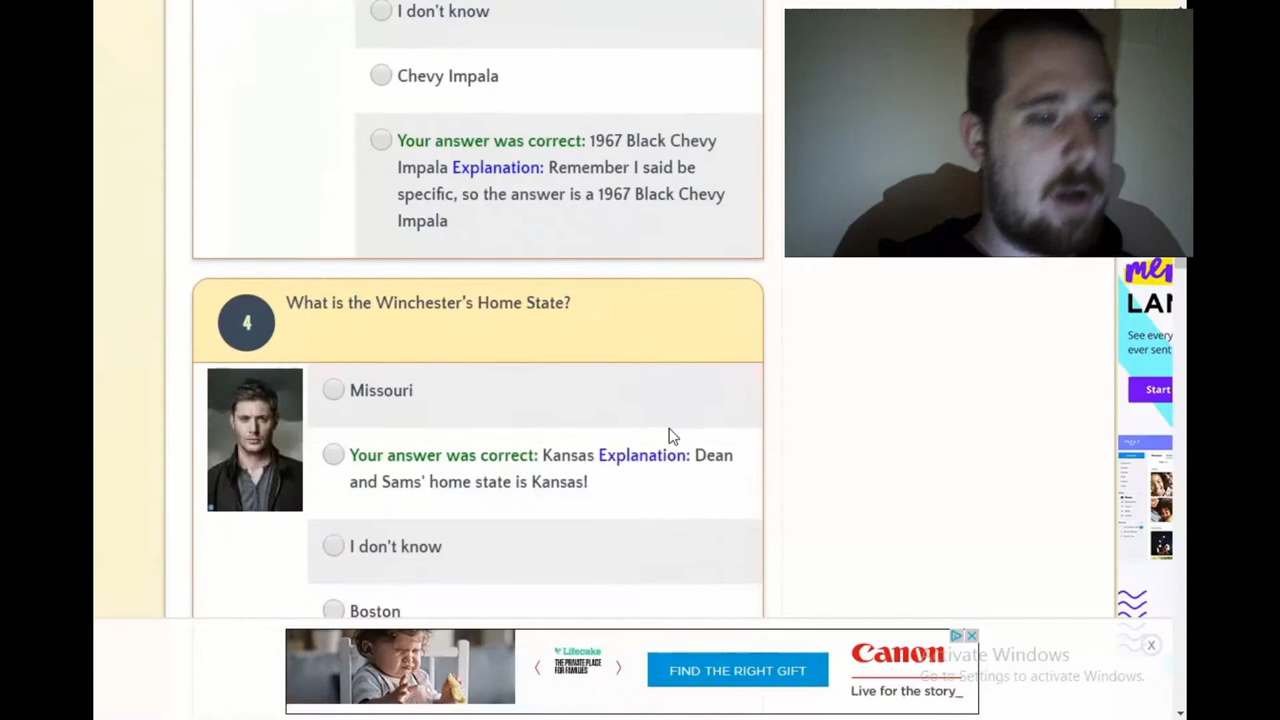 I don't know
Chevy Impala
Your answer was correct: 1967 Black Chevy
Impala Explanation: Remember I said be
specific, so the answer is a 1967 Black Chevy
Impala
4
What is the Winchester's Home State?
Missouri
Your answer was correct: Kansas Explanation: Dean
and Sams' home state is Kansas!
I don't know
Boston
LAN
See every
ever sent
Start
Lifecake
THE PRIVATE PLACE
FOR FAMILIES
FIND THE RIGHT GIFT
Canon
Live for the story_
X
Activate Windows
Go to Settings to activate Windows.